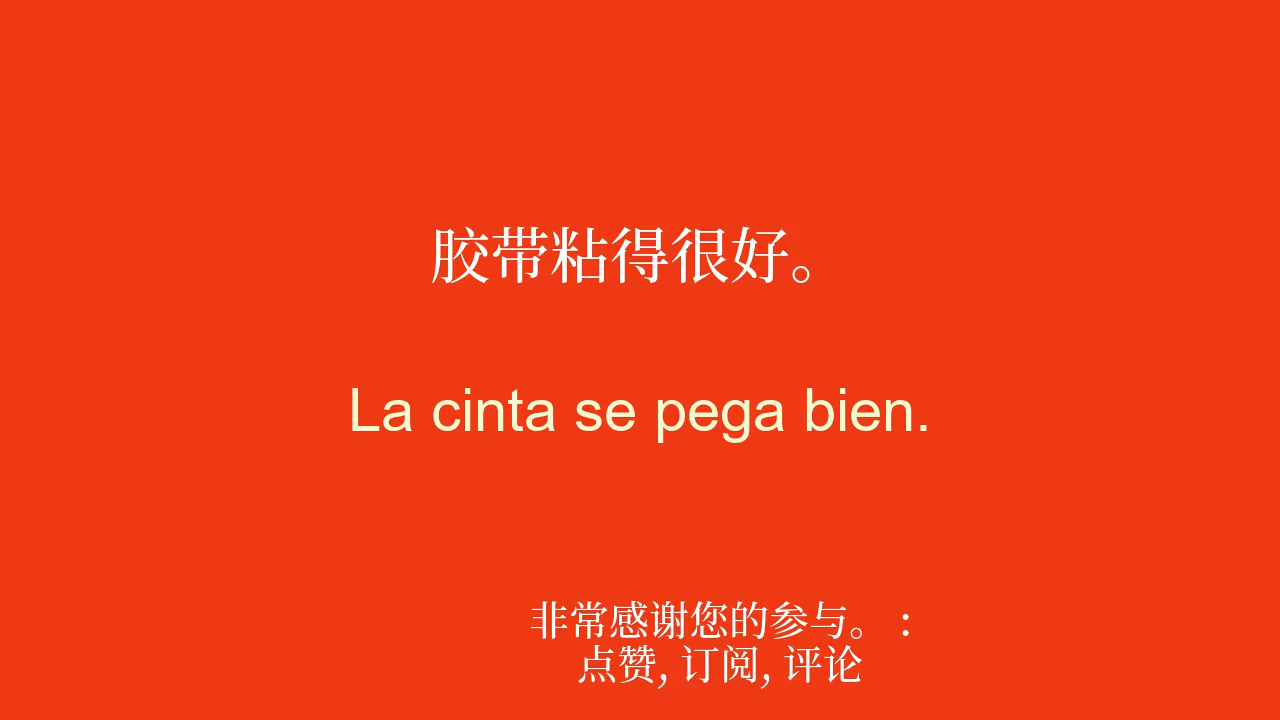 胶带粘得很好。
La cinta se pega bien.
非常感谢您的参与。 :
点赞, 订阅, 评论